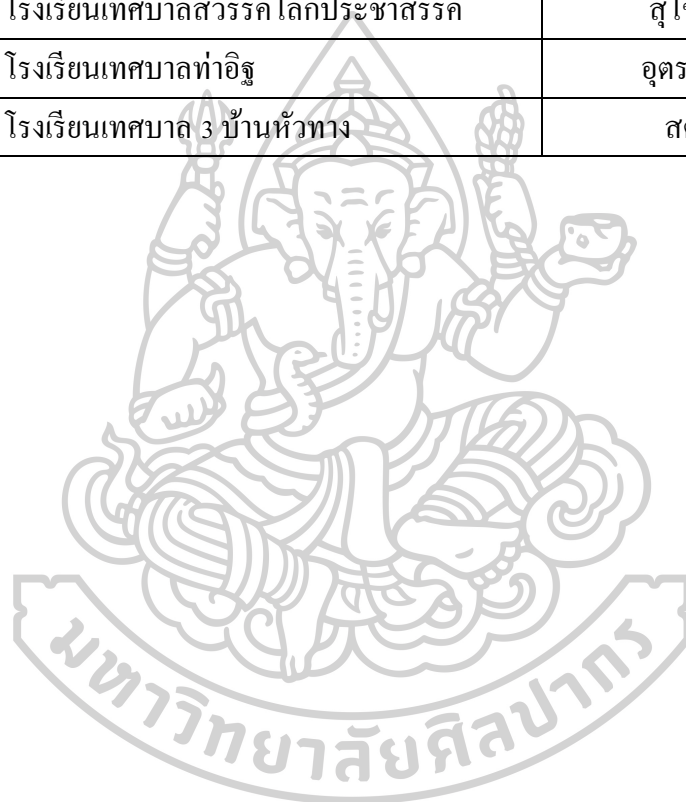 โรงเรียนเทศบาลสวรรคโลกประชาสรรค์
โรงเรียนเทศบาลท่าอิฐ อุตร
โรงเรียนเทศบาล 3 บ้านหัวทาง
มหาวิทยาลัยศิลปากร